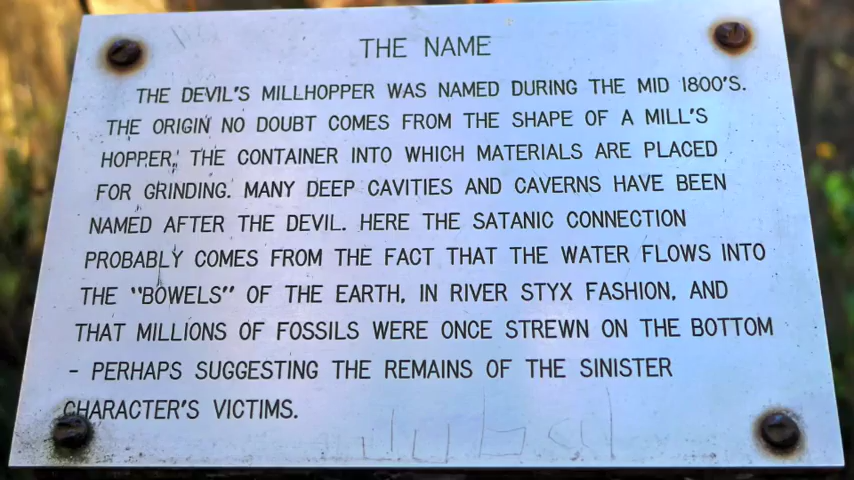 THE NAME
THE DEVIL'S MILLHOPPER WAS NAMED DURING THE MID 1800'S.
THE ORIGIN NO DOUBT COMES FROM THE SHAPE OF A MILL'S
HOPPER, THE CONTAINER INTO WHICH MATERIALS ARE PLACED
FOR GRINDING. MANY DEEP CAVITIES AND CAVERNS HAVE BEEN
NAMED AFTER THE DEVIL. HERE THE SATANIC CONNECTION
PROBABLY COMES FROM THE FACT THAT THE WATER FLOWS INTO
THE "BOWELS" OF THE EARTH, IN RIVER STYX FASHION, AND
THAT MILLIONS OF FOSSILS WERE ONCE STREWN ON THE BOTTOM
- PERHAPS SUGGESTING THE REMAINS OF THE SINISTER
CHARACTER'S VICTIMS.